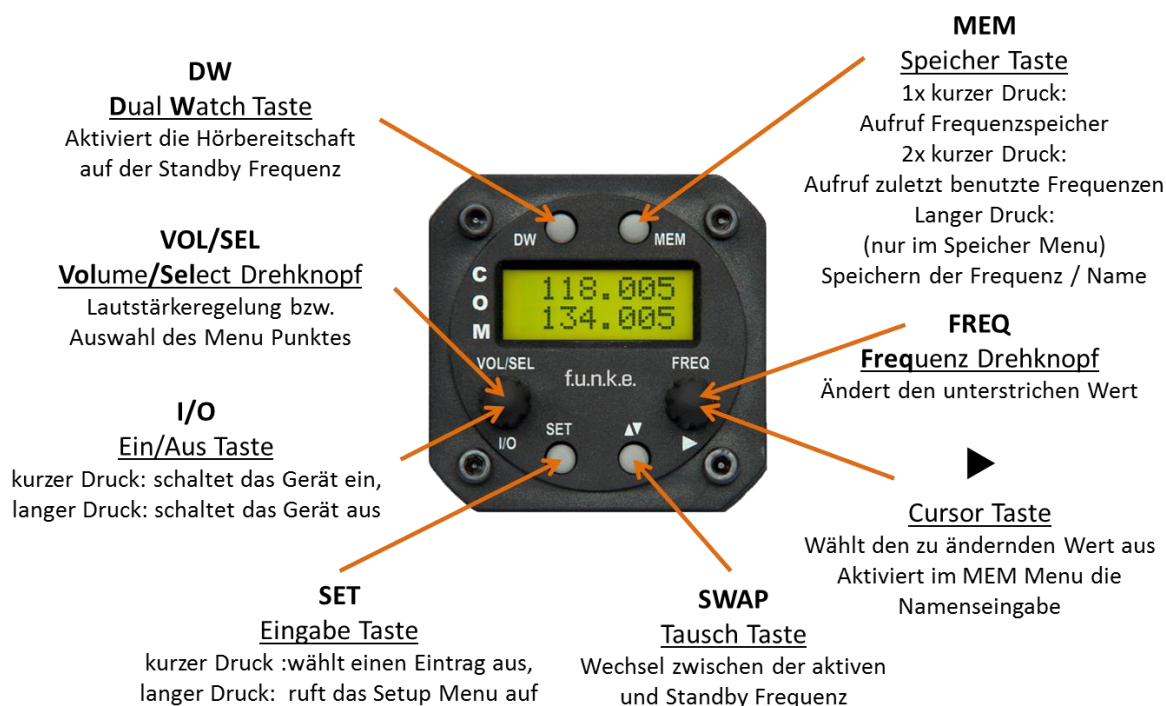 DW
Dual Watch Taste
Aktiviert die Hörbereitschaft
auf der Standby Frequenz
VOL/SEL
Volume/Select Drehknopf
Lautstärkeregelung bzw.
Auswahl des Menu Punktes
I/O
Ein/Aus Taste
kurzer Druck: schaltet das Gerät ein,
langer Druck: schaltet das Gerät aus
SET
Eingabe Taste
kurzer Druck :wählt einen Eintrag aus,
langer Druck:  ruft das Setup Menu auf
DW
MEM
C
O
M
118.005
134.005
VOL/SEL
FREQ
f.u.n.k.e.
I/O
SET
▲▼
▶
MEM
Speicher Taste
1x kurzer Druck:
Aufruf Frequenzspeicher
2x kurzer Druck:
Aufruf zuletzt benutzte Frequenzen
Langer Druck:
(nur im Speicher Menu)
Speichern der Frequenz / Name
FREQ
Frequenz Drehknopf
Ändert den unterstrichen Wert
▶
Cursor Taste
Wählt den zu ändernden Wert aus
Aktiviert im MEM Menu die
Namenseingabe
SWAP
Tausch Taste
Wechsel zwischen der aktiven
und Standby Frequenz